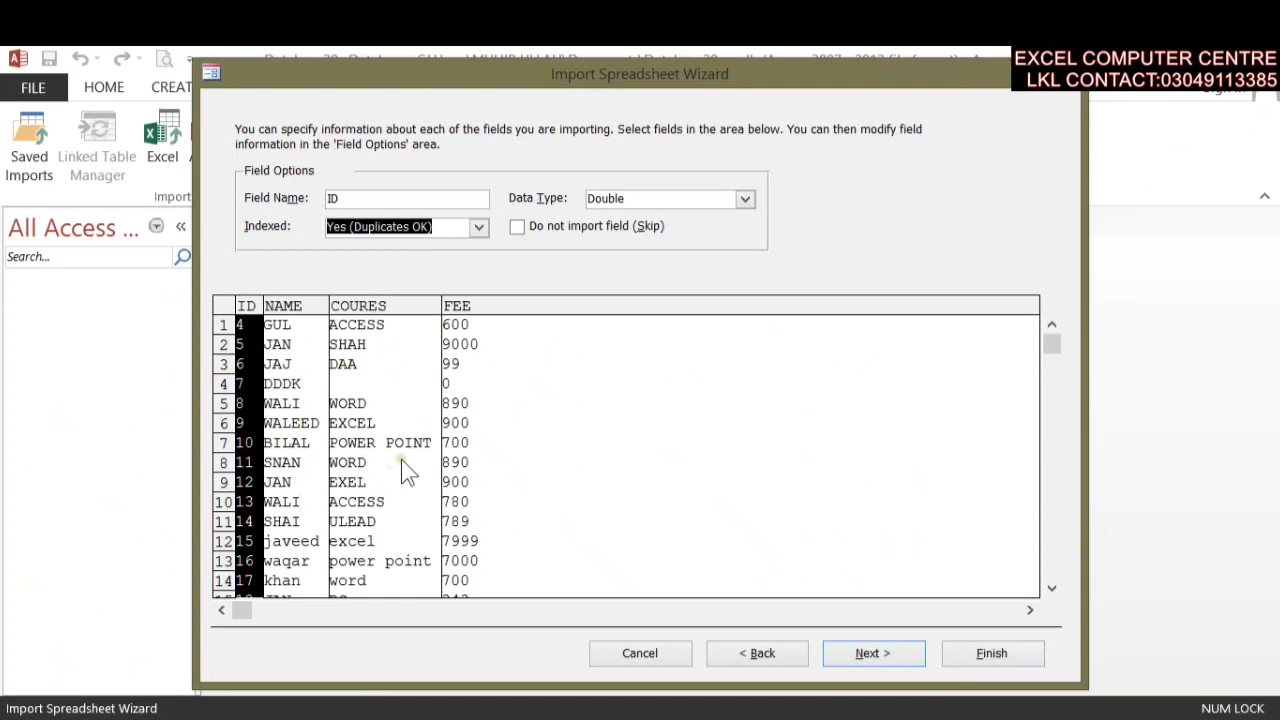 EXCEL COMPUTER CENTRE
LKL CONTACT:03049113385
Import Spreadsheet Wizard
FILE
HOME
CREAT
Saved Imports
Linked Table Manager
Excel
Import
All Access ...
Search...
You can specify information about each of the fields you are importing. Select fields in the area below. You can then modify field
information in the 'Field Options' area.
Field Options
Field Name: ID
Data Type: Double
Indexed: Yes (Duplicates OK)
Do not import field (Skip)
ID NAME COURES FEE
1 4 GUL ACCESS 600
2 5 JAN SHAH 9000
3 6 JAJ DAA 99
4 7 DDDK 0
5 8 WALI WORD 890
6 9 WALEED EXCEL 900
7 10 BILAL POWER POINT 700
8 11 SNAN WORD 890
9 12 JAN EXEL 900
10 13 WALI ACCESS 780
11 14 SHAI ULEAD 789
12 15 javeed excel 7999
13 16 waqar power point 7000
14 17 khan word 700
Cancel
< Back
Next >
Finish
Import Spreadsheet Wizard
NUM LOCK